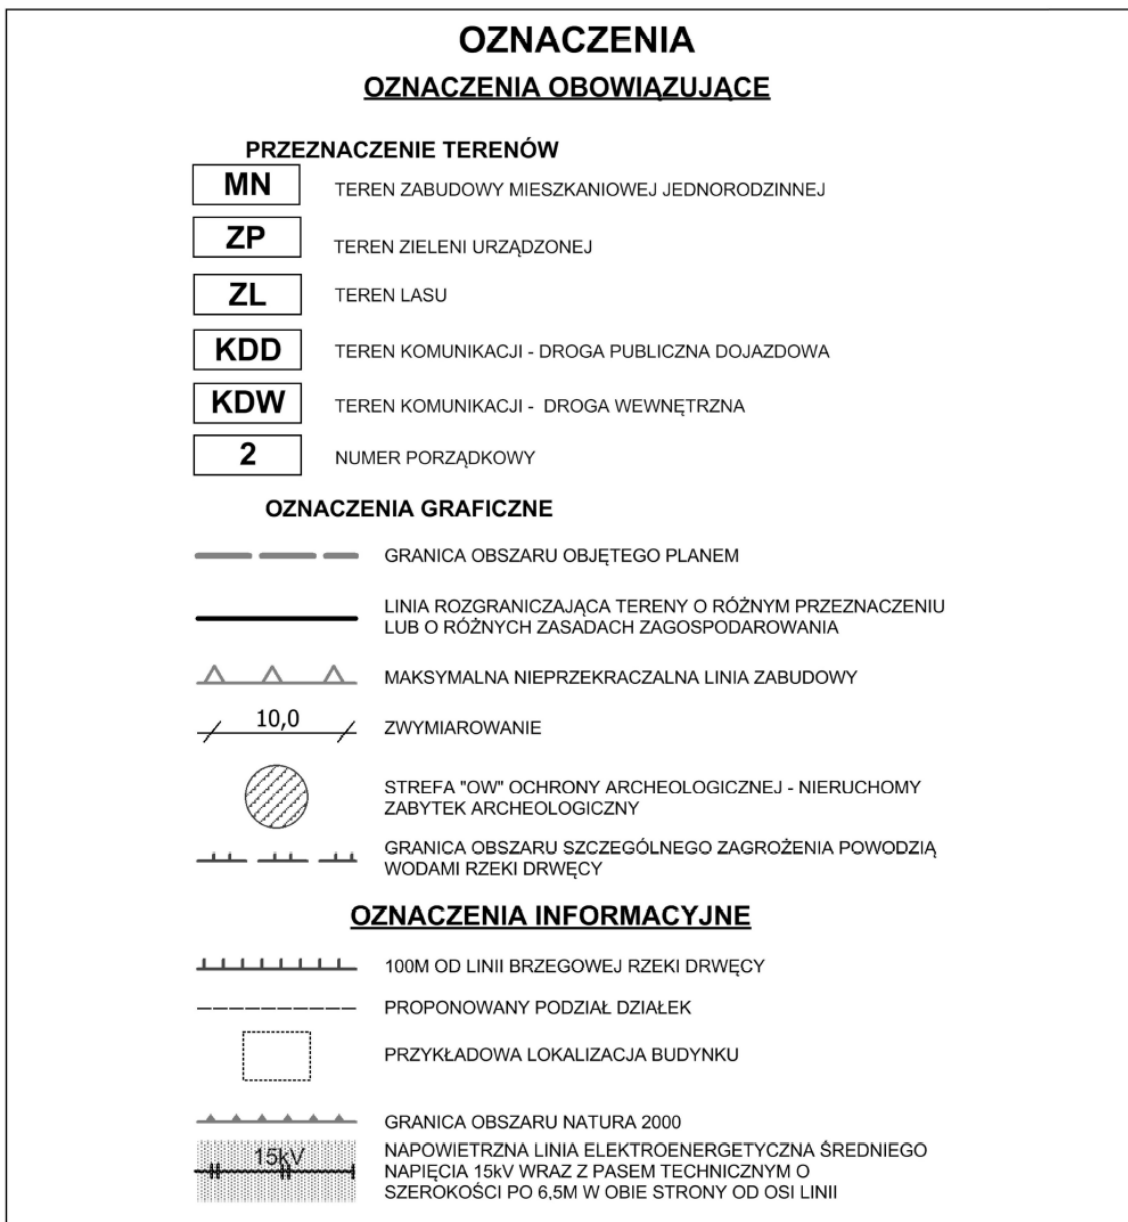 OZNACZENIA
OZNACZENIA OBOWIĄZUJĄCE
PRZEZNACZENIE TERENÓW
MN TEREN ZABUDOWY MIESZKANIOWEJ JEDNORODZINNEJ
ZP TEREN ZIELENI URZĄDZONEJ
ZL TEREN LASU
KDD TEREN KOMUNIKACJI - DROGA PUBLICZNA DOJAZDOWA
KDW TEREN KOMUNIKACJI - DROGA WEWNĘTRZNA
2 NUMER PORZĄDKOWY
OZNACZENIA GRAFICZNE
GRANICA OBSZARU OBJĘTEGO PLANEM
LINIA ROZGRANICZAJĄCA TERENY O RÓŻNYM PRZEZNACZENIU
LUB O RÓŻNYCH ZASADACH ZAGOSPODAROWANIA
MAKSYMALNA NIEPRZEKRACZALNA LINIA ZABUDOWY
10,0 ZWYMIAROWANIE
STREFA "OW" OCHRONY ARCHEOLOGICZNEJ - NIERUCHOMY
ZABYTEK ARCHEOLOGICZNY
GRANICA OBSZARU SZCZEGÓLNEGO ZAGROŻENIA POWODZIĄ
WODAMI RZEKI DRWĘCY
OZNACZENIA INFORMACYJNE
100M OD LINII BRZEGOWEJ RZEKI DRWĘCY
PROPONOWANY PODZIAŁ DZIAŁEK
PRZYKŁADOWA LOKALIZACJA BUDYNKU
GRANICA OBSZARU NATURA 2000
15kV NAPOWIETRZNA LINIA ELEKTROENERGETYCZNA ŚREDNIEGO
NAPIĘCIA 15kV WRAZ Z PASEM TECHNICZNYM O
SZEROKOŚCI PO 6,5M W OBIE STRONY OD OSI LINII